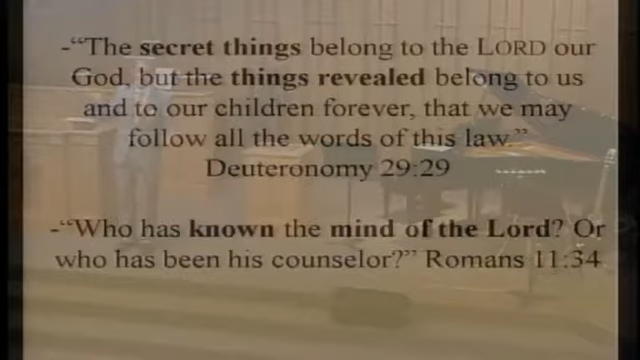 -“The secret things belong to the LORD our
God, but the things revealed belong to us
and to our children forever, that we may
follow all the words of this law.”
Deuteronomy 29:29
-“Who has known the mind of the Lord? Or
who has been his counselor?” Romans 11:34